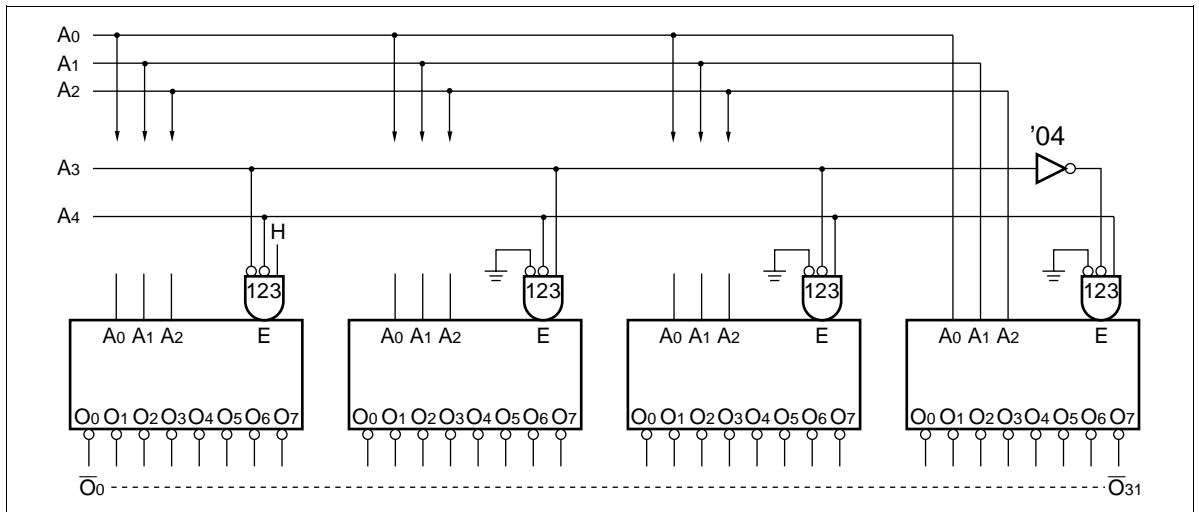 A0
A1
A2
'04
A3
A4
H
123 123 123 123
A0 A1 A2 E A0 A1 A2 E A0 A1 A2 E A0 A1 A2 E
O0 O1 O2 O3 O4 O5 O6 O7 O0 O1 O2 O3 O4 O5 O6 O7 O0 O1 O2 O3 O4 O5 O6 O7 O0 O1 O2 O3 O4 O5 O6 O7
O̅0 O̅31